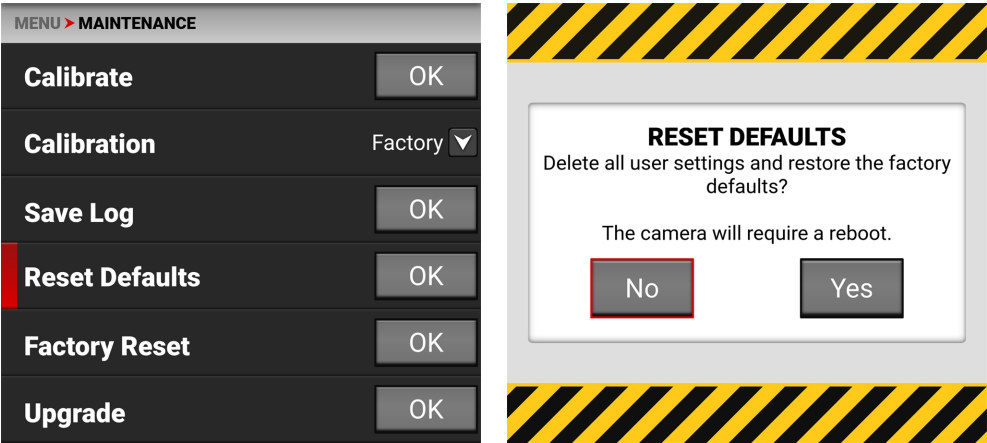 MENU > MAINTENANCE
Calibrate OK
Calibration Factory
Save Log OK
Reset Defaults OK
Factory Reset OK
Upgrade OK
RESET DEFAULTS
Delete all user settings and restore the factory
defaults?
The camera will require a reboot.
No Yes